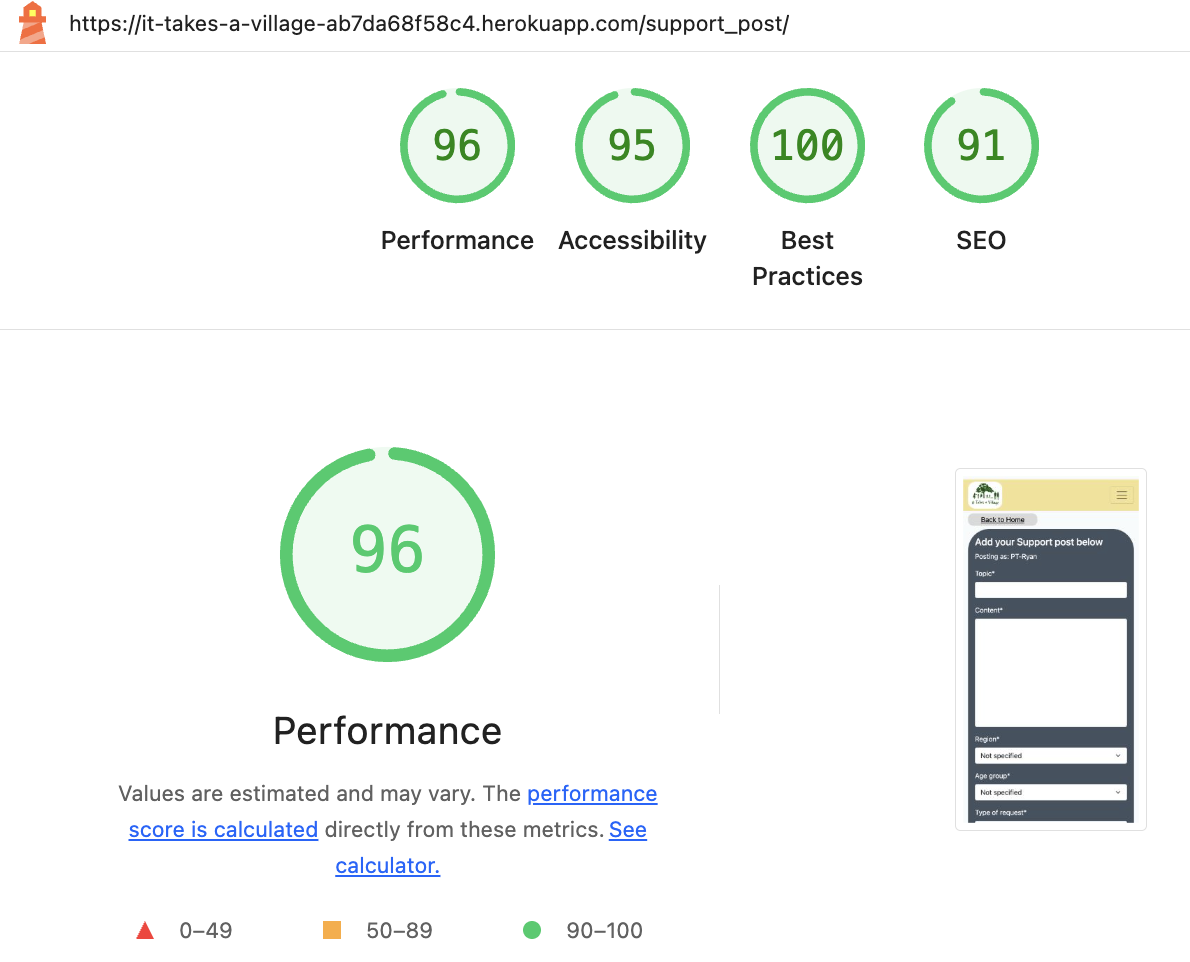 https://it-takes-a-village-ab7da68f58c4.herokuapp.com/support_post/
96
95
100
91
Performance
Accessibility
Best
Practices
SEO
96
Performance
Values are estimated and may vary. The performance
score is calculated directly from these metrics. See
calculator.
0–49
50–89
90–100
It Takes a Village
Back to Home
Add your Support post below
Posting as: PT-Ryan
Topic*
Content*
Region*
Not specified
Age group*
Not specified
Type of request*